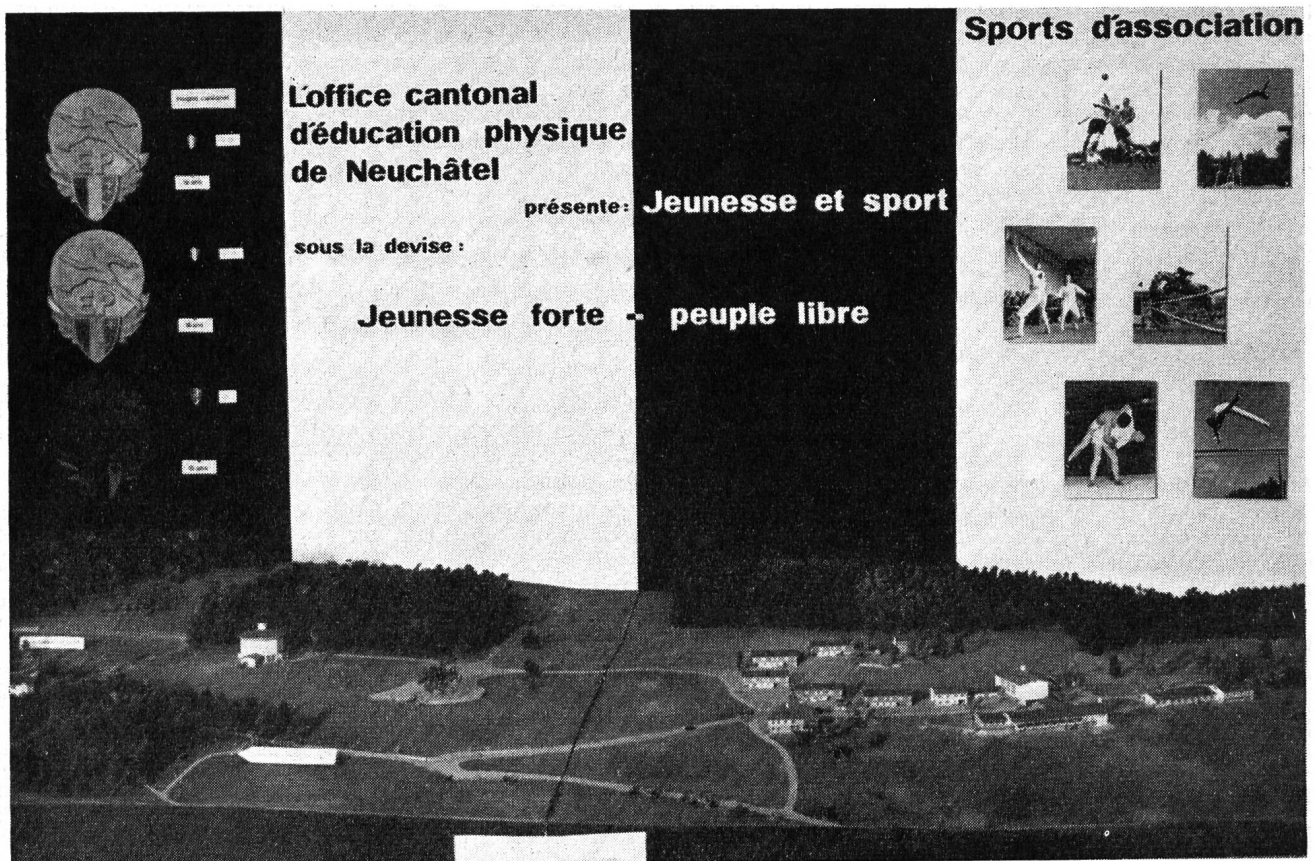 L'office cantonal
d'éducation physique
de Neuchâtel
présente: Jeunesse et sport
sous la devise :
Jeunesse forte - peuple libre
Sports d'association